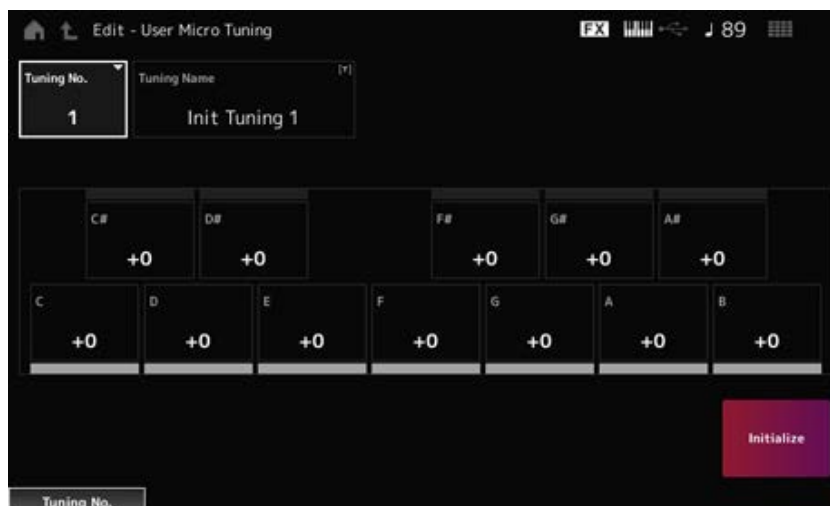 Edit - User Micro Tuning FX ♩ 89
Tuning No. Tuning Name [T]
1 Init Tuning 1
C# D# F# G# A#
+0 +0 +0 +0 +0
C D E F G A B
+0 +0 +0 +0 +0 +0 +0
Initialize
Tuning No.